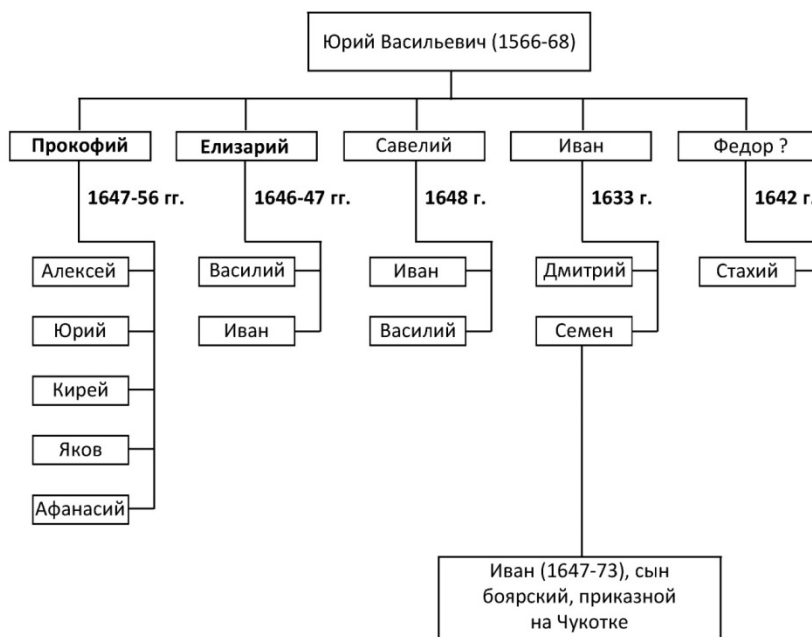 Юрий Васильевич (1566-68)
Прокофий
Елизарий
Савелий
Иван
Федор ?
1647-56 гг.
1646-47 гг.
1648 г.
1633 г.
1642 г.
Алексей
Василий
Иван
Дмитрий
Стахий
Юрий
Иван
Василий
Семен
Кирей
Яков
Афанасий
Иван (1647-73), сын
боярский, приказной
на Чукотке